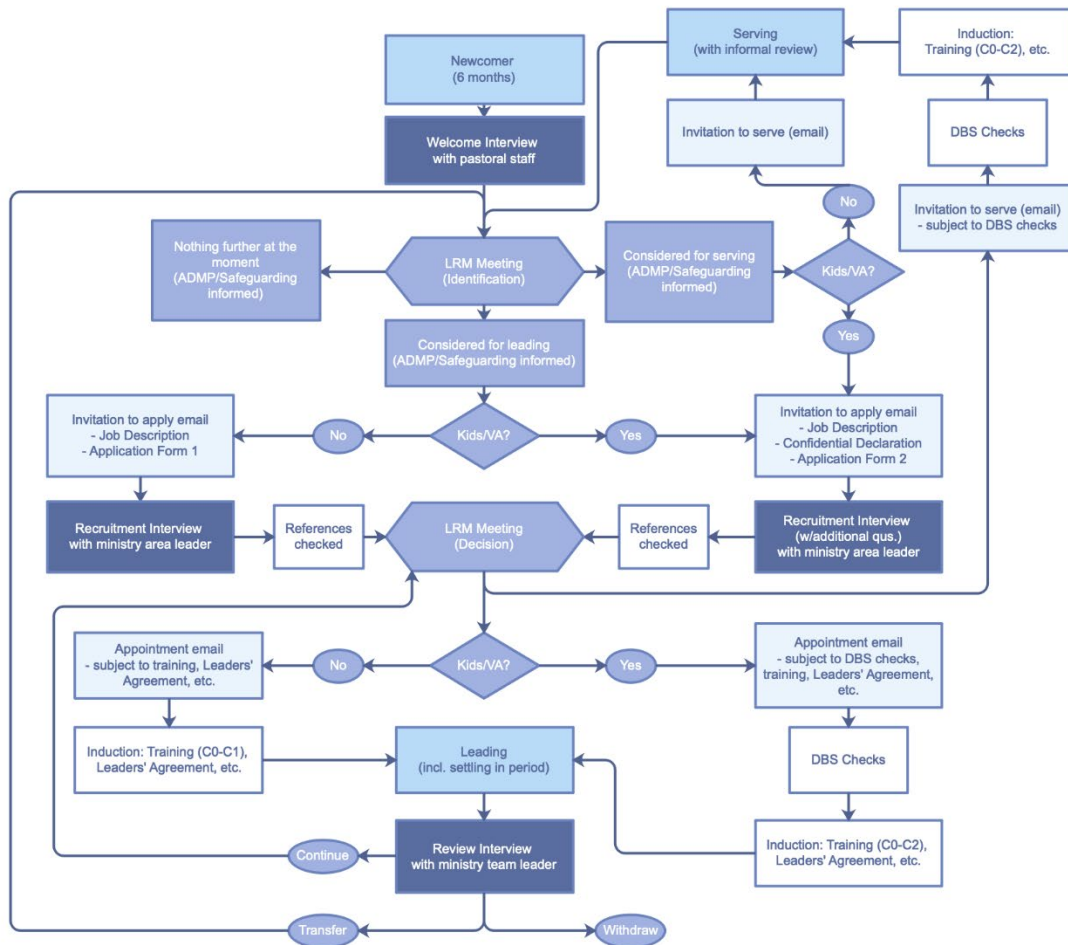 Newcomer
(6 months)
Serving
(with informal review)
Induction:
Training (C0-C2), etc.
Welcome Interview
with pastoral staff
Invitation to serve (email)
DBS Checks
No
Invitation to serve (email)
- subject to DBS checks
Nothing further at the
moment
(ADMP/Safeguarding
informed)
LRM Meeting
(Identification)
Considered for serving
(ADMP/Safeguarding
informed)
Kids/VA?
Yes
Considered for leading
(ADMP/Safeguarding informed)
Invitation to apply email
- Job Description
- Application Form 1
No
Kids/VA?
Yes
Invitation to apply email
- Job Description
- Confidential Declaration
- Application Form 2
Recruitment Interview
with ministry area leader
References
checked
LRM Meeting
(Decision)
References
checked
Recruitment Interview
(w/additional qus.)
with ministry area leader
Appointment email
- subject to training, Leaders'
Agreement, etc.
No
Kids/VA?
Yes
Appointment email
- subject to DBS checks,
training, Leaders' Agreement,
etc.
Induction: Training (C0-C1),
Leaders' Agreement, etc.
Leading
(incl. settling in period)
DBS Checks
Continue
Review Interview
with ministry team leader
Induction: Training (C0-C2),
Leaders' Agreement, etc.
Transfer
Withdraw